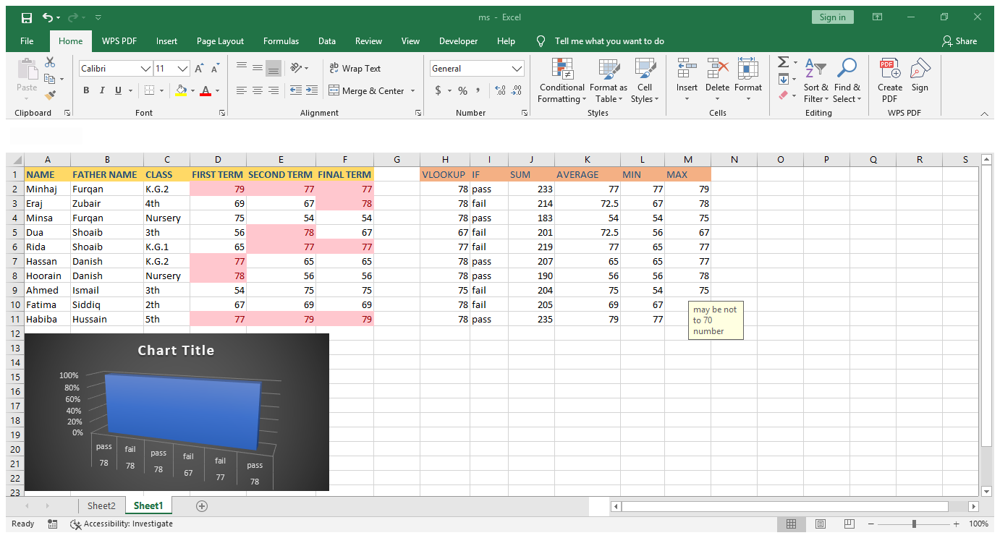 ms - Excel Sign in
File Home WPS PDF Insert Page Layout Formulas Data Review View Developer Help Tell me what you want to do Share
Paste Calibri 11 A A ab Wrap Text General Conditional Formatting Format as Table Cell Styles Insert Delete Format Sort & Filter Find & Select Create PDF Sign
B I U A Merge & Center $ % , .00 .0
Clipboard Font Alignment Number Styles Cells Editing WPS PDF
A B C D E F G H I J K L M N O P Q R S
1 NAME FATHER NAME CLASS FIRST TERM SECOND TERM FINAL TERM VLOOKUP IF SUM AVERAGE MIN MAX
2 Minhaj Furqan K.G.2 79 77 77 78 pass 233 77 77 79
3 Eraj Zubair 4th 69 67 78 78 fail 214 72.5 67 78
4 Minsa Furqan Nursery 75 54 54 78 pass 183 54 54 75
5 Dua Shoaib 3th 56 78 67 67 fail 201 72.5 56 67
6 Rida Shoaib K.G.1 65 77 77 77 fail 219 77 65 77
7 Hassan Danish K.G.2 77 65 65 78 pass 207 65 65 77
8 Hoorain Danish Nursery 78 56 56 78 pass 190 56 56 78
9 Ahmed Ismail 3th 54 75 75 75 fail 204 75 54 75
10 Fatima Siddiq 2th 67 69 69 78 fail 205 69 67
11 Habiba Hussain 5th 77 79 79 78 pass 235 79 77
may be not
to 70
number
12
13
14
15
16
17
18
19
20
21
22
23
Chart Title
100%
80%
60%
40%
20%
0%
pass fail pass fail fail pass
78 78 78 67 77 78
Sheet2 Sheet1
Ready Accessibility: Investigate 100%